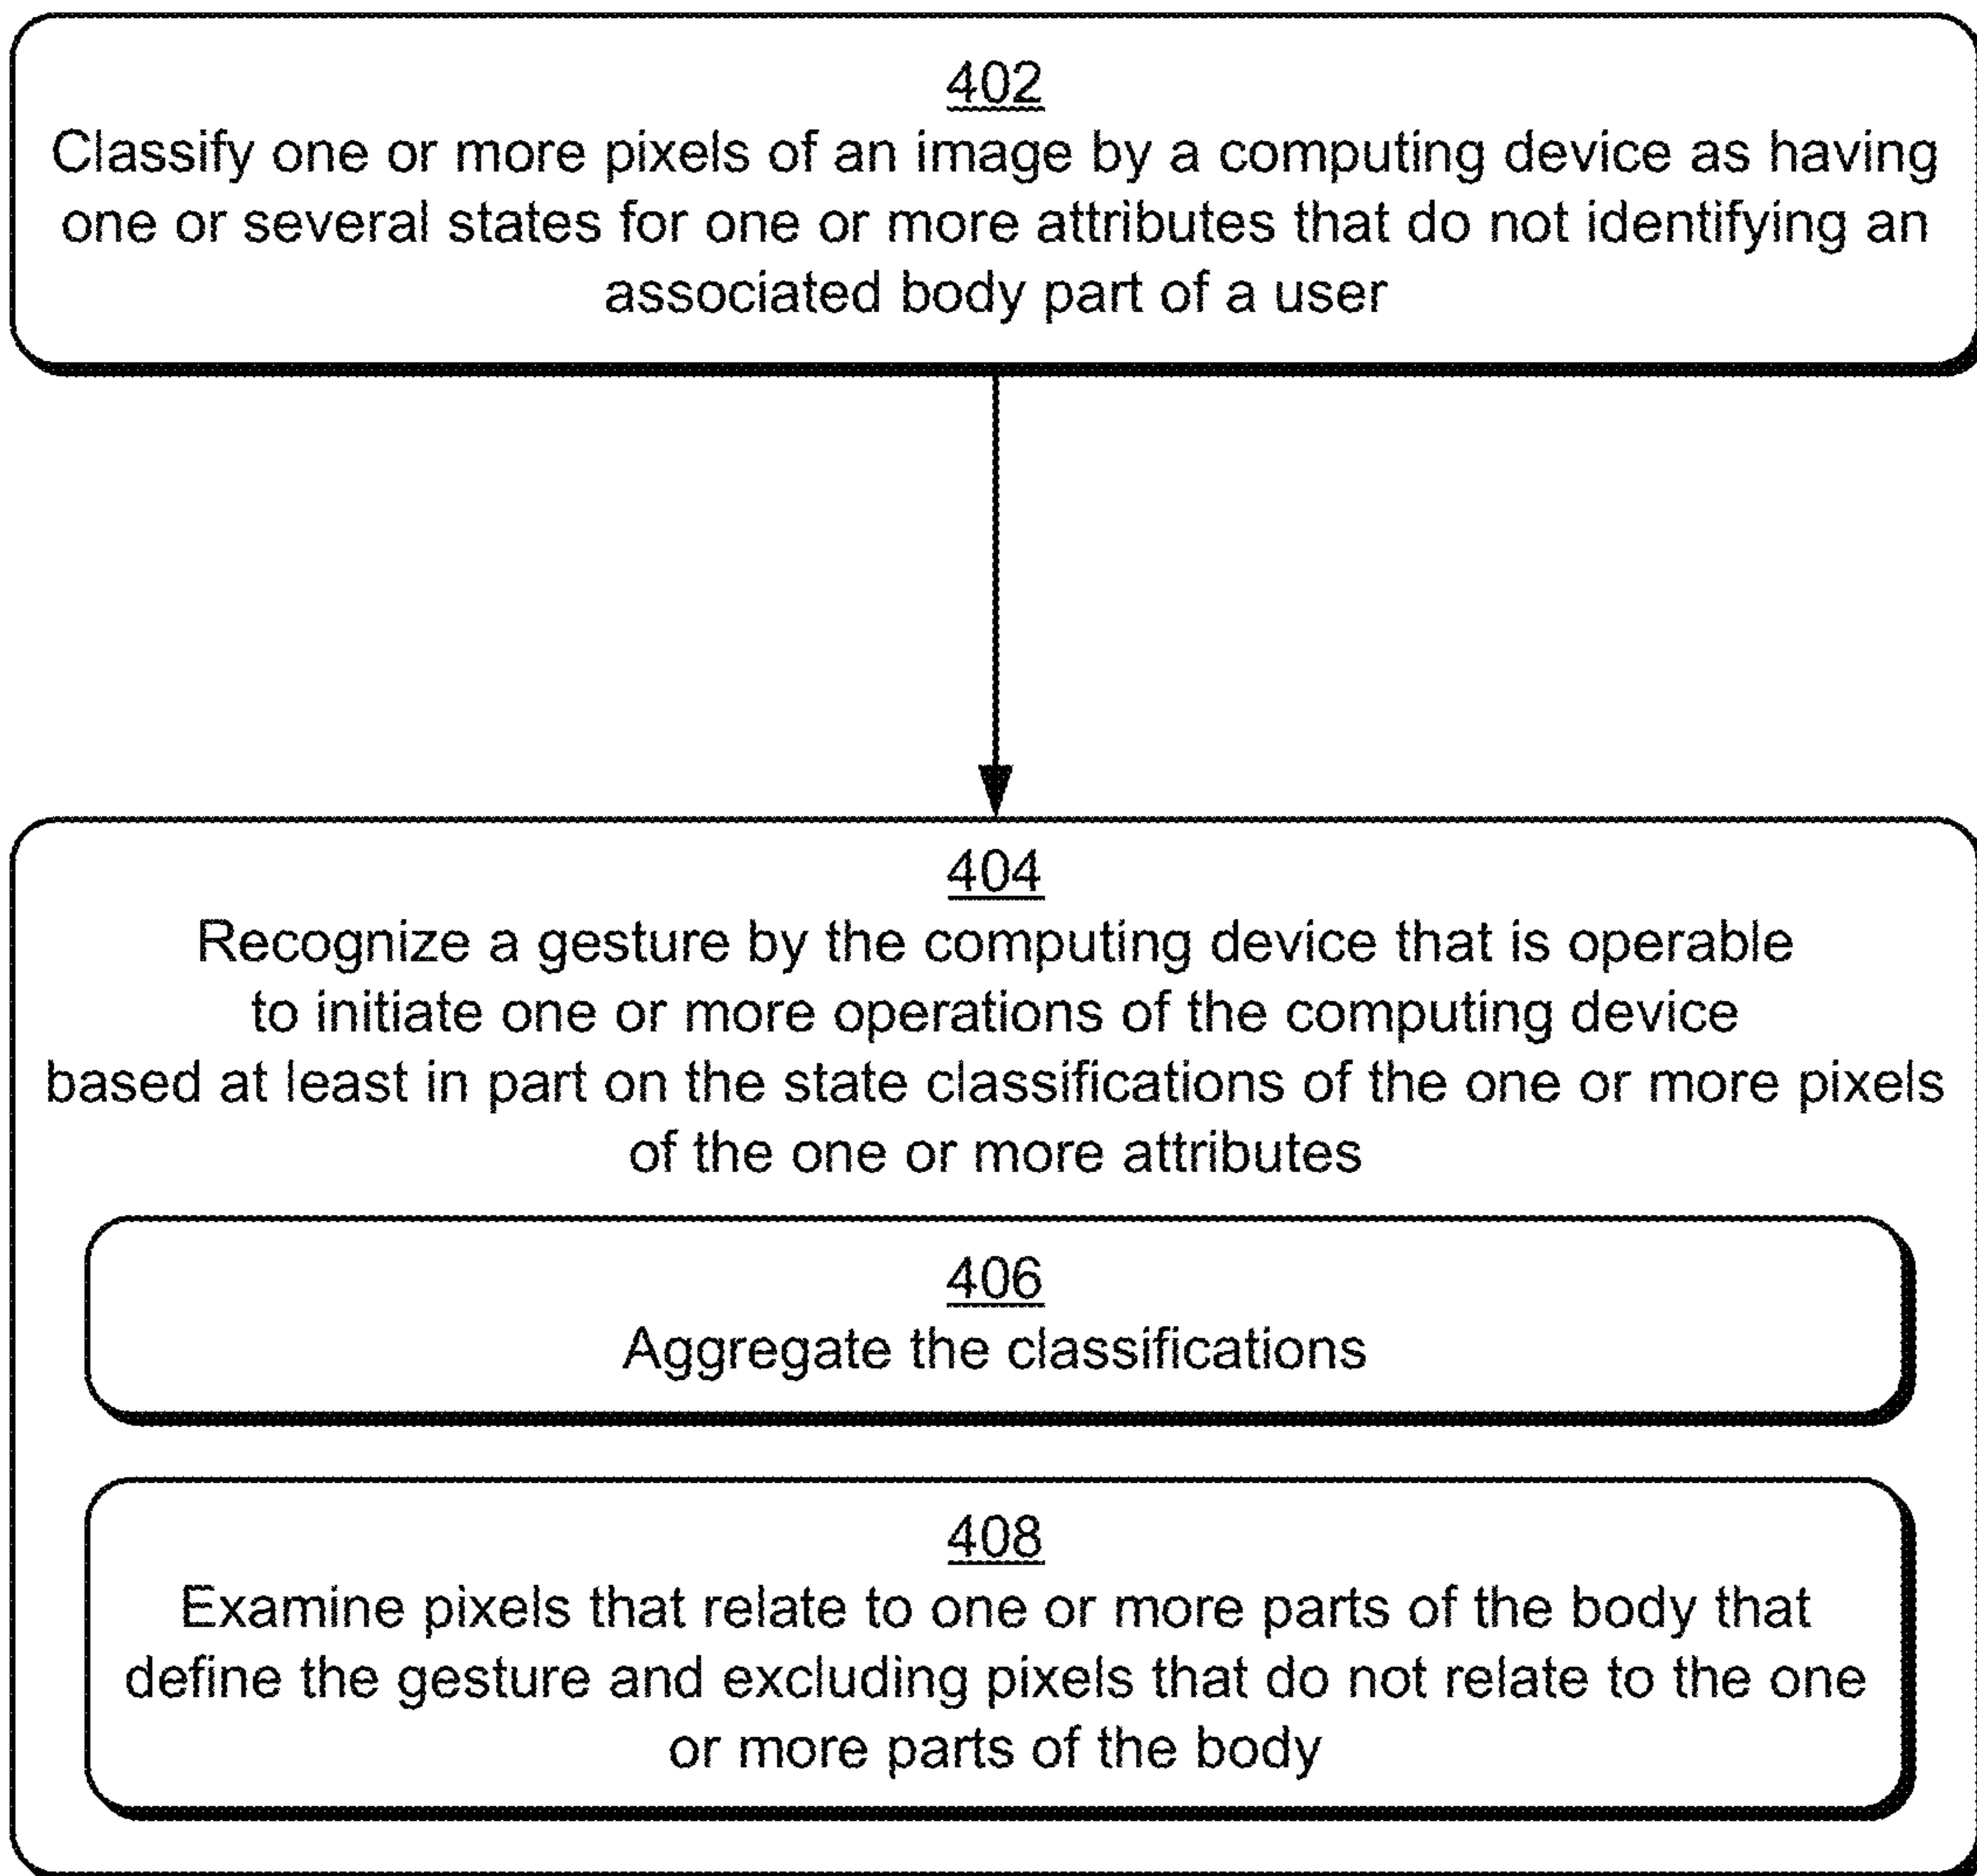 402
Classify one or more pixels of an image by a computing device as having
one or several states for one or more attributes that do not identifying an
associated body part of a user
404
Recognize a gesture by the computing device that is operable
to initiate one or more operations of the computing device
based at least in part on the state classifications of the one or more pixels
of the one or more attributes
406
Aggregate the classifications
408
Examine pixels that relate to one or more parts of the body that
define the gesture and excluding pixels that do not relate to the one
or more parts of the body